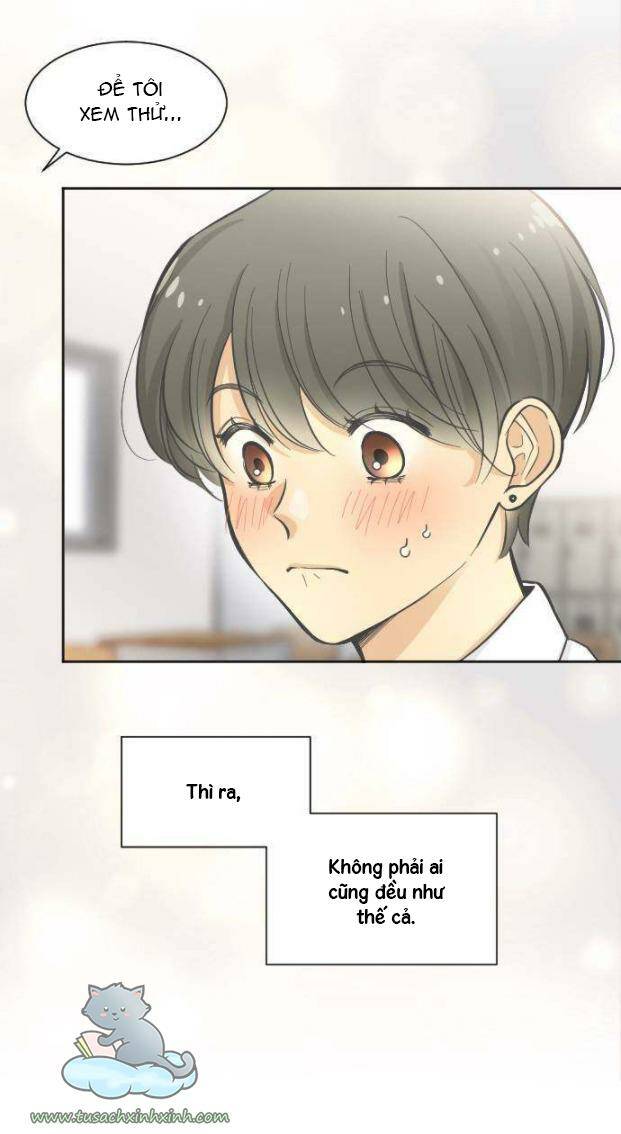 ĐỂ TÔI
XEM THỬ...
Thì ra,
Không phải ai
cũng đều như
thế cả.
www.tusachxinhxinh.com